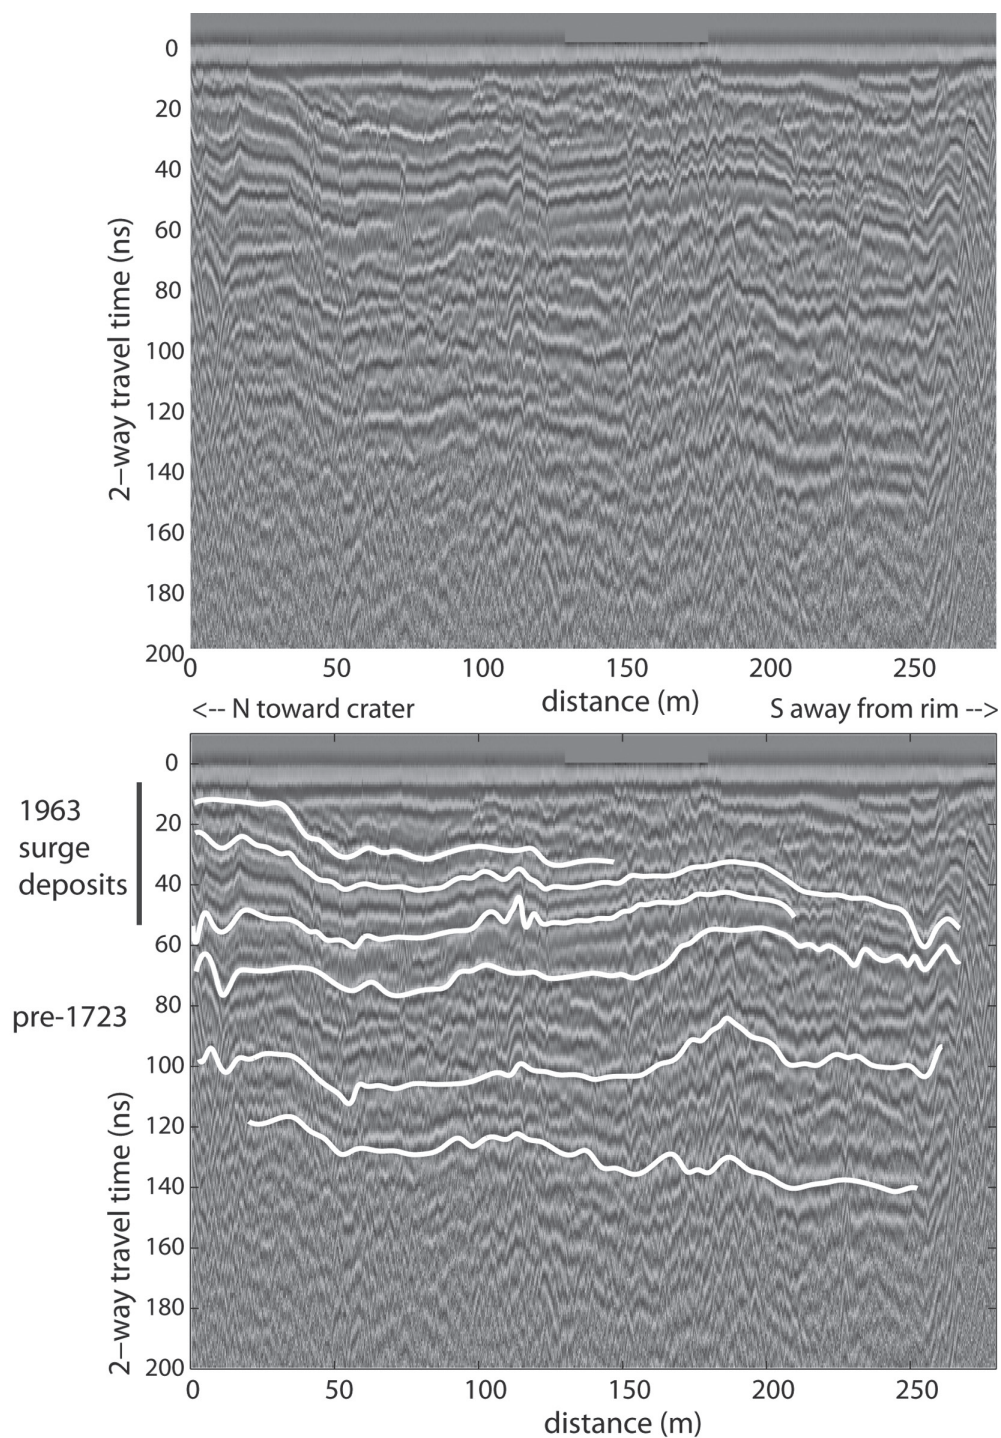 0
20
40
60
80
100
120
140
160
180
200
2–way travel time (ns)
0 50 100 150 200 250
distance (m)
<-- N toward crater
S away from rim -->
1963
surge
deposits
pre-1723
0
20
40
60
80
100
120
140
160
180
200
2–way travel time (ns)
0 50 100 150 200 250
distance (m)